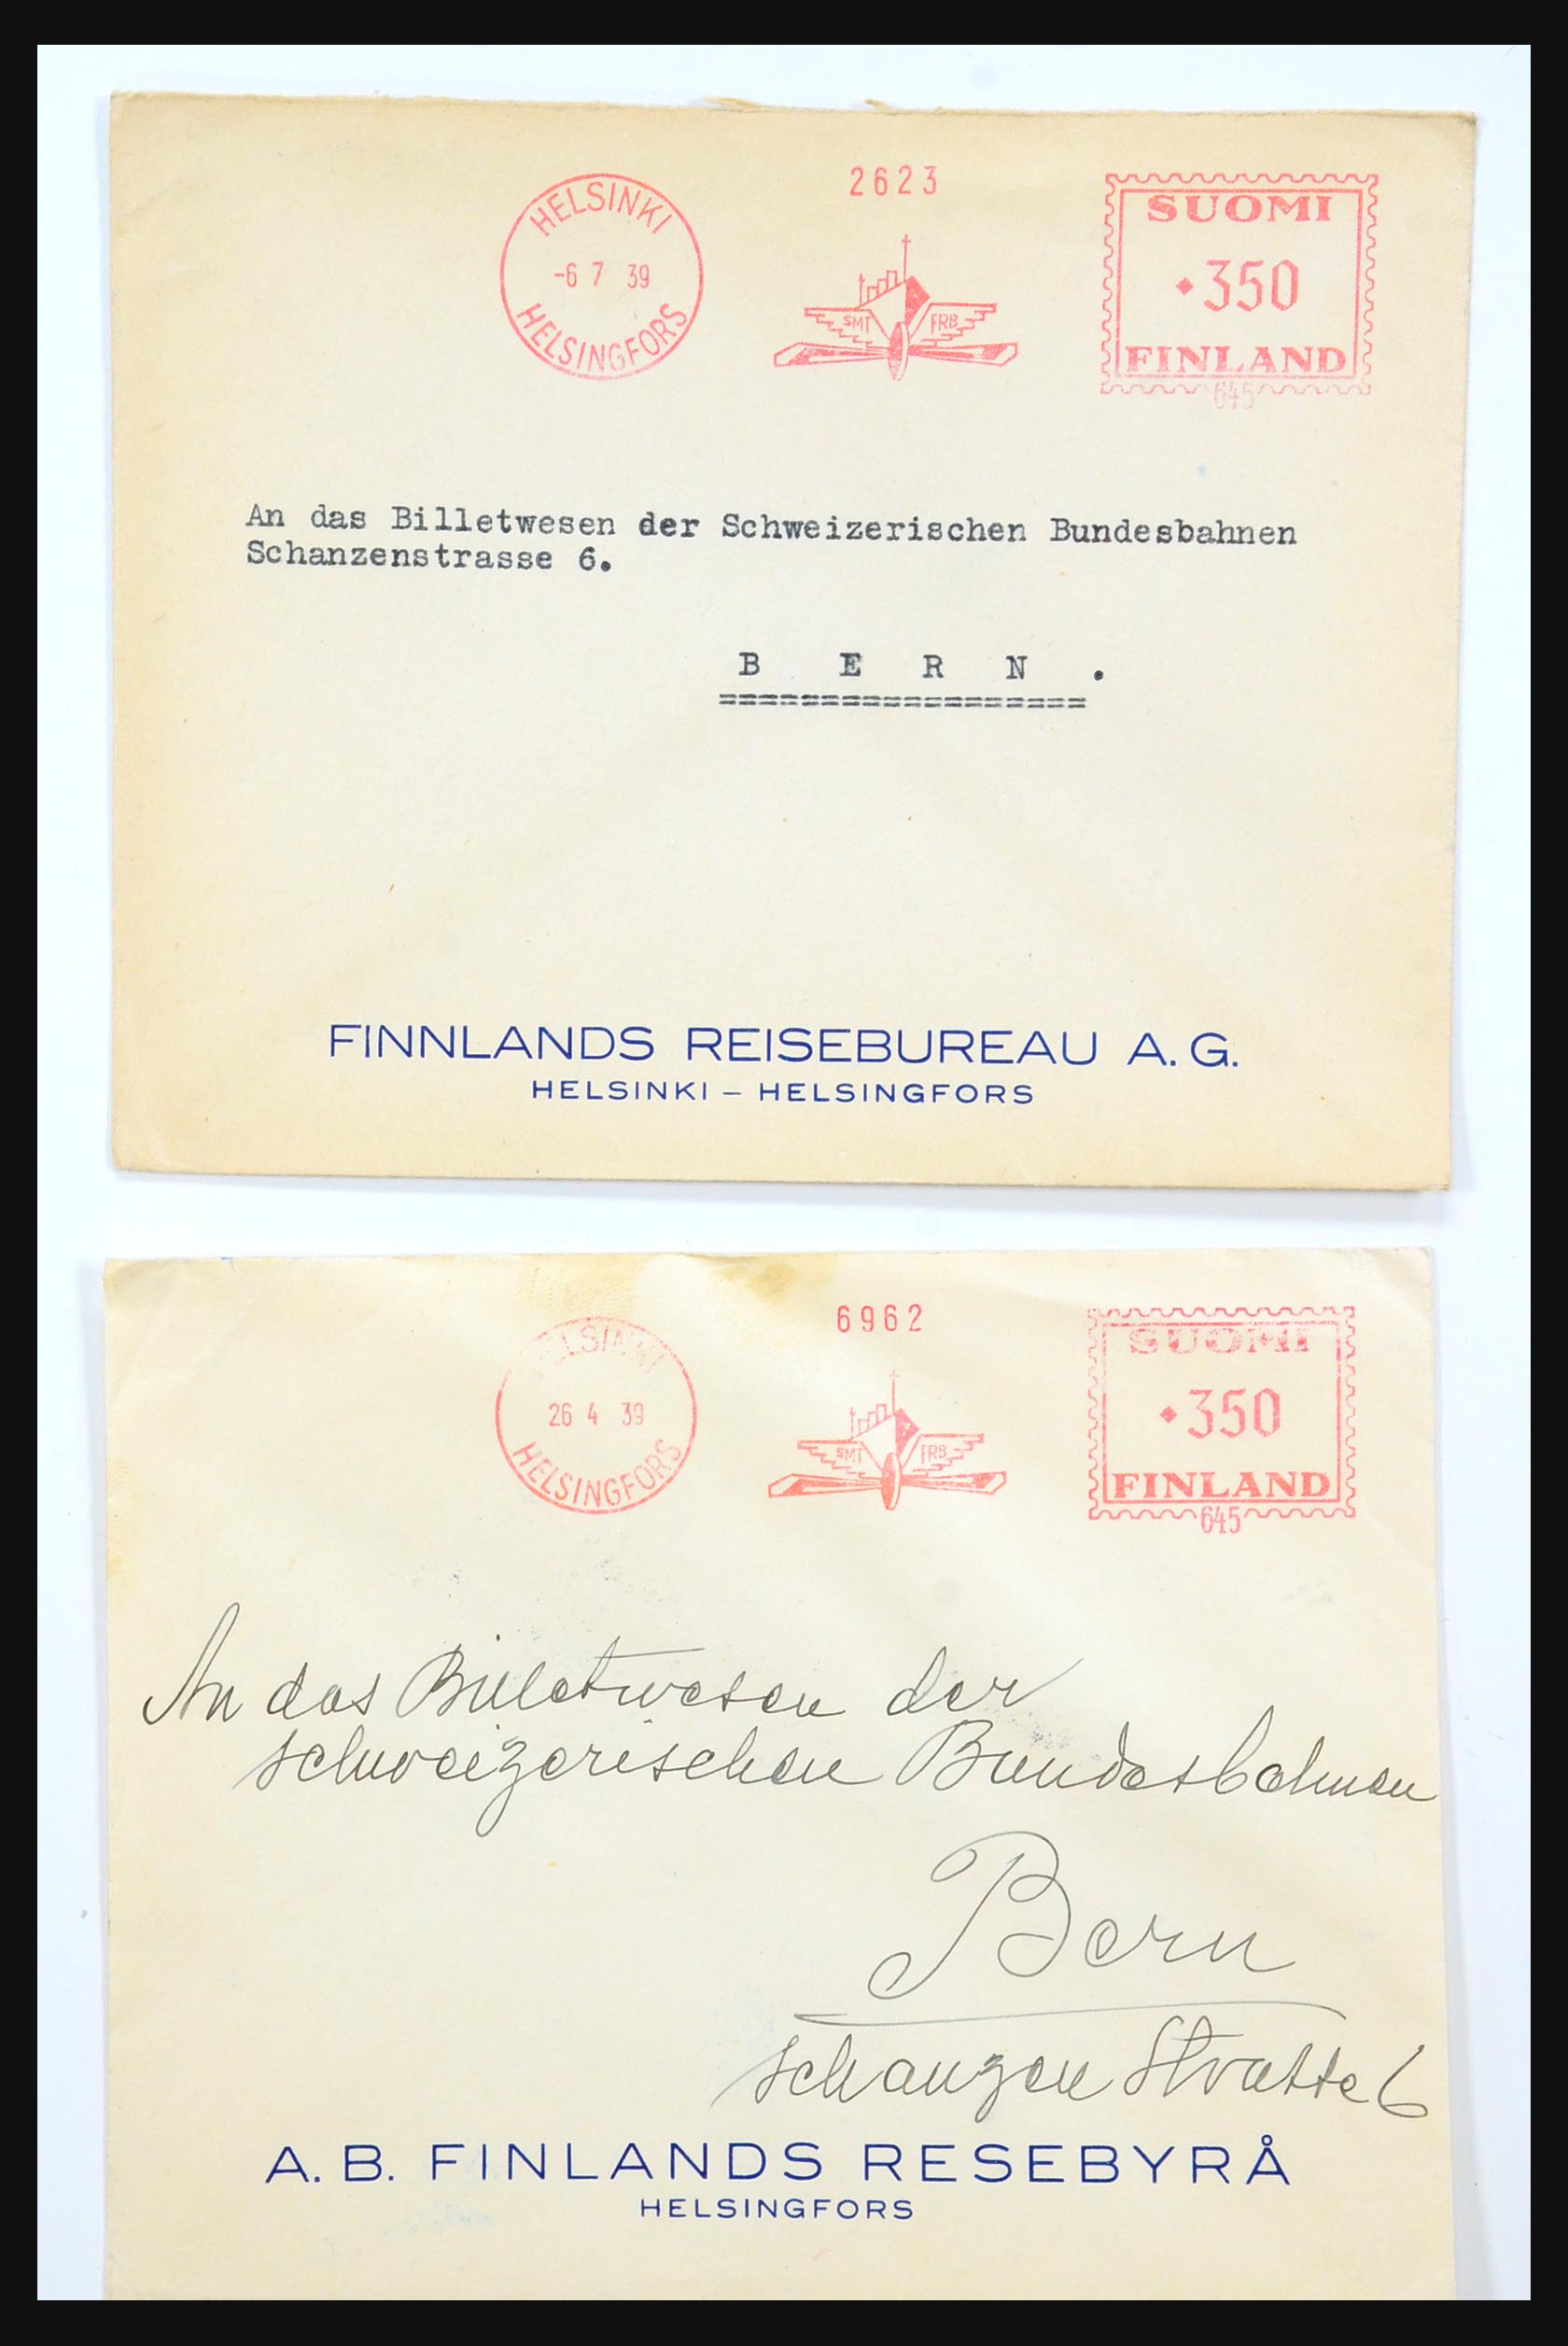 2623
HELSINKI
-6 7 39
HELSINGFORS
SMT FRB
SUOMI
350
FINLAND
645
An das Billetwesen der Schweizerischen Bundesbahnen
Schanzenstrasse 6.
B E R N .
==================
FINNLANDS REISEBUREAU A.G.
HELSINKI – HELSINGFORS
6962
HELSINKI
26 4 39
HELSINGFORS
SMT FRB
SUOMI
350
FINLAND
645
An das Billetwesen der
schweizerischen Bundesbahnen
Bern
Schanzen Strasse 6
A.B. FINLANDS RESEBYRÅ
HELSINGFORS